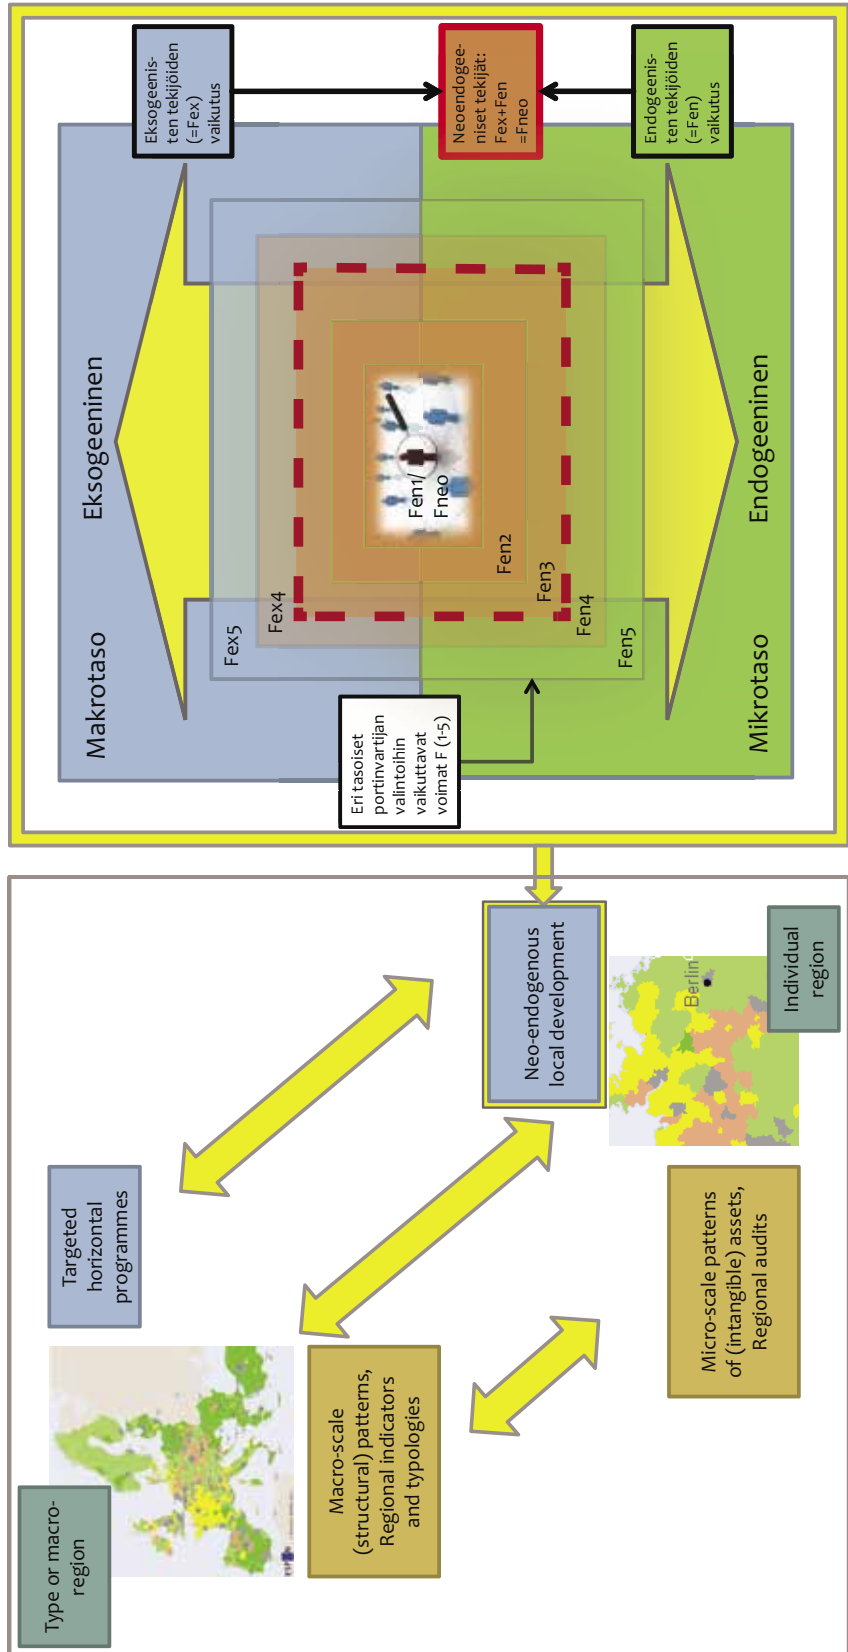 Type or macro-
region
Targeted
horizontal
programmes
Macro-scale
(structural) patterns,
Regional indicators
and typologies
Neo-endogenous
local development
Micro-scale patterns
of (intangible) assets,
Regional audits
Berlin
Individual
region
Makrotaso
Eksogeeninen
Eksogeenis-
ten tekijöiden
(=Fex)
vaikutus
Fex5
Fex4
Eri tasoiset
portinvartijan
valintoihin
vaikuttavat
voimat F (1-5)
Fen1/
Fneo
Fen2
Fen3
Fen4
Fen5
Neoendogee-
niset tekijät:
Fex+Fen
=Fneo
Mikrotaso
Endogeeninen
Endogeenis-
ten tekijöiden
(=Fen)
vaikutus